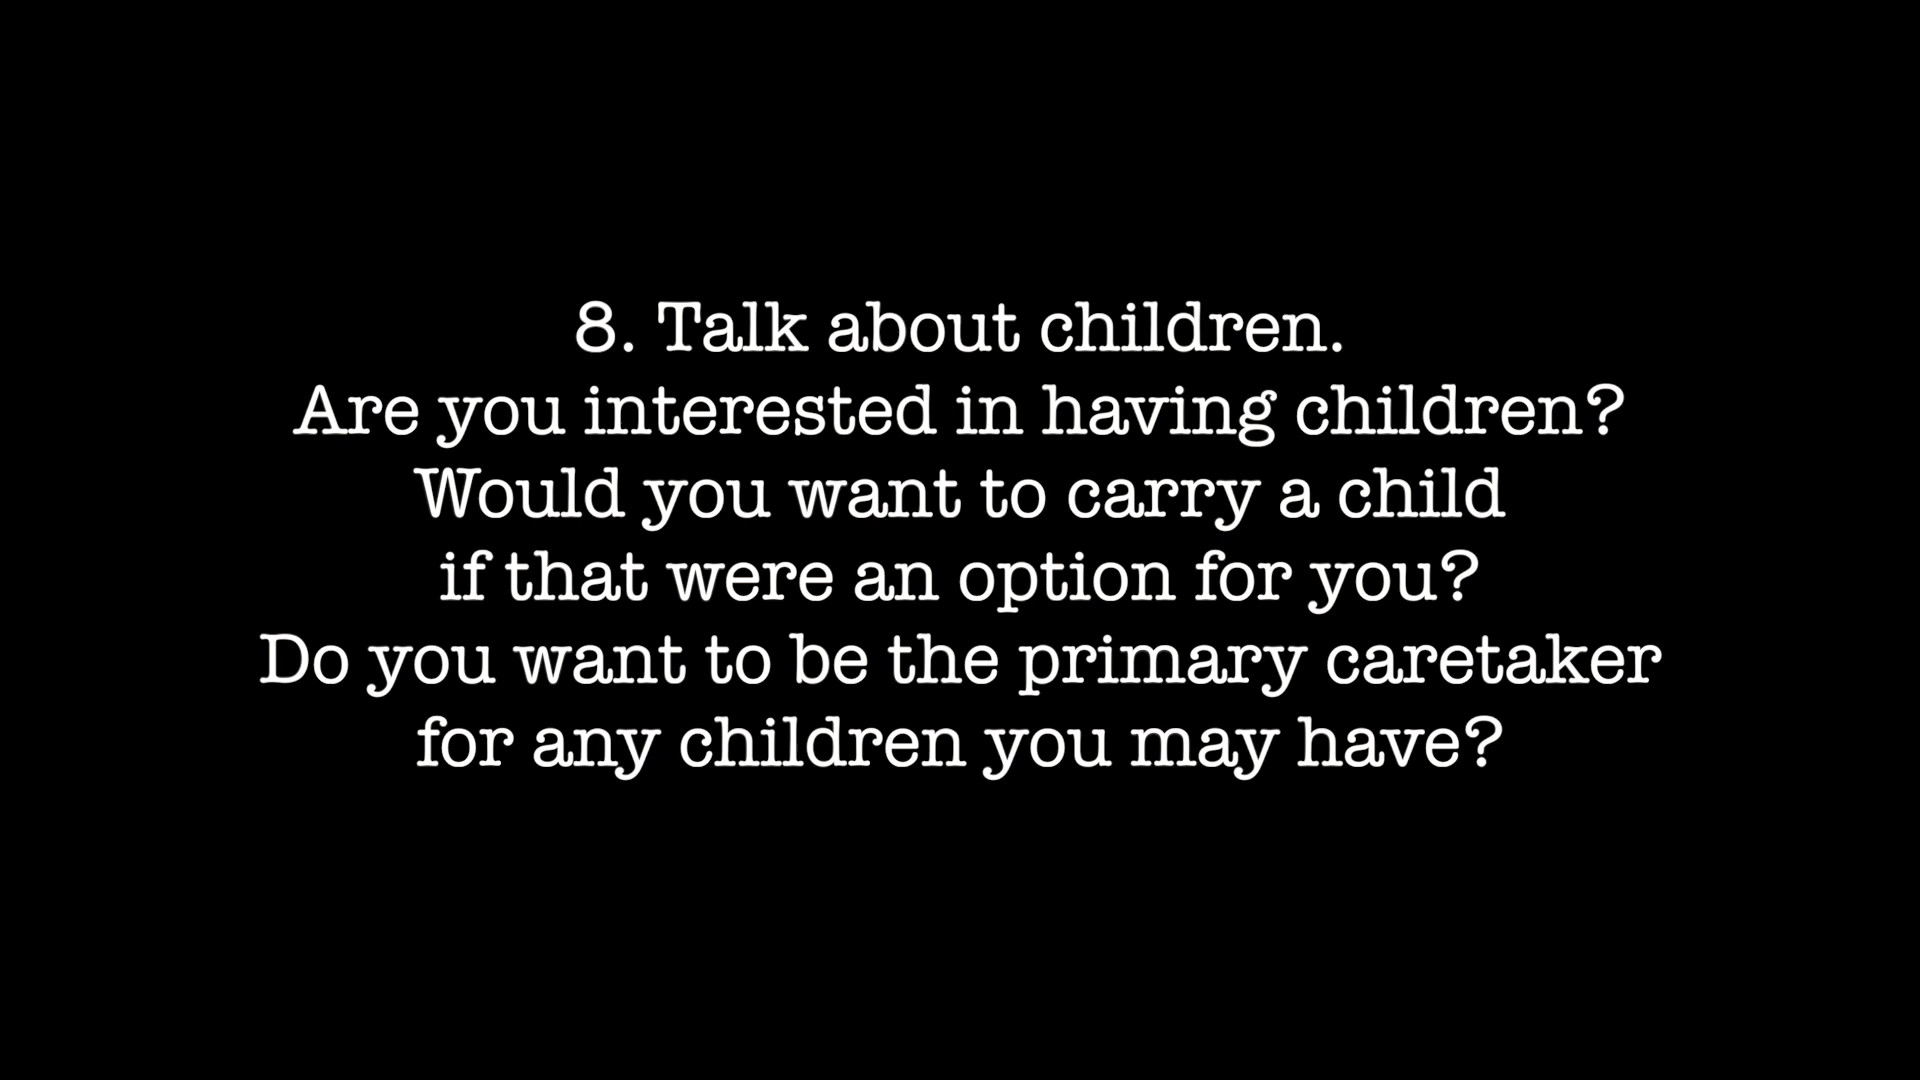 8. Talk about children.
Are you interested in having children?
Would you want to carry a child
if that were an option for you?
Do you want to be the primary caretaker
for any children you may have?